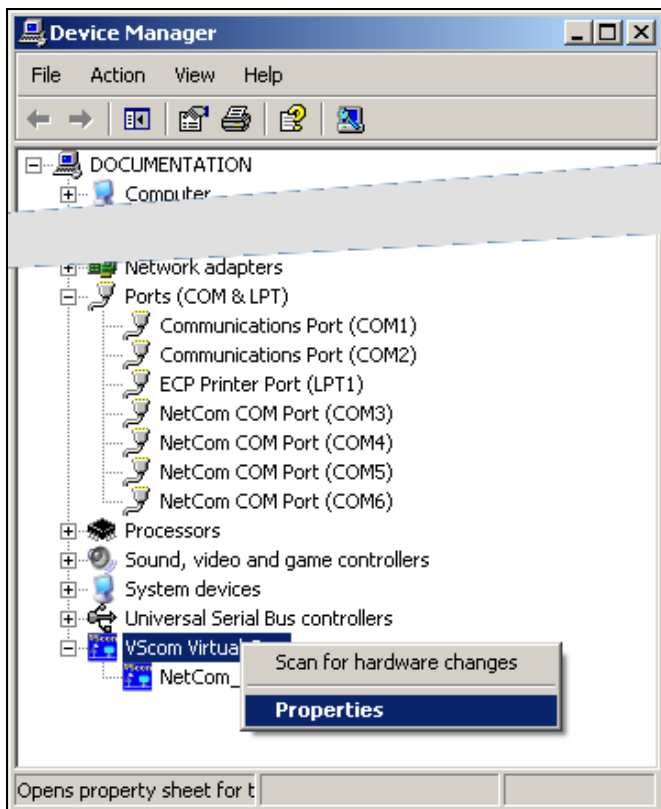 Device Manager
File Action View Help
DOCUMENTATION
Computer
Network adapters
Ports (COM & LPT)
Communications Port (COM1)
Communications Port (COM2)
ECP Printer Port (LPT1)
NetCom COM Port (COM3)
NetCom COM Port (COM4)
NetCom COM Port (COM5)
NetCom COM Port (COM6)
Processors
Sound, video and game controllers
System devices
Universal Serial Bus controllers
VScom Virtual
Scan for hardware changes
NetCom_
Properties
Opens property sheet for t